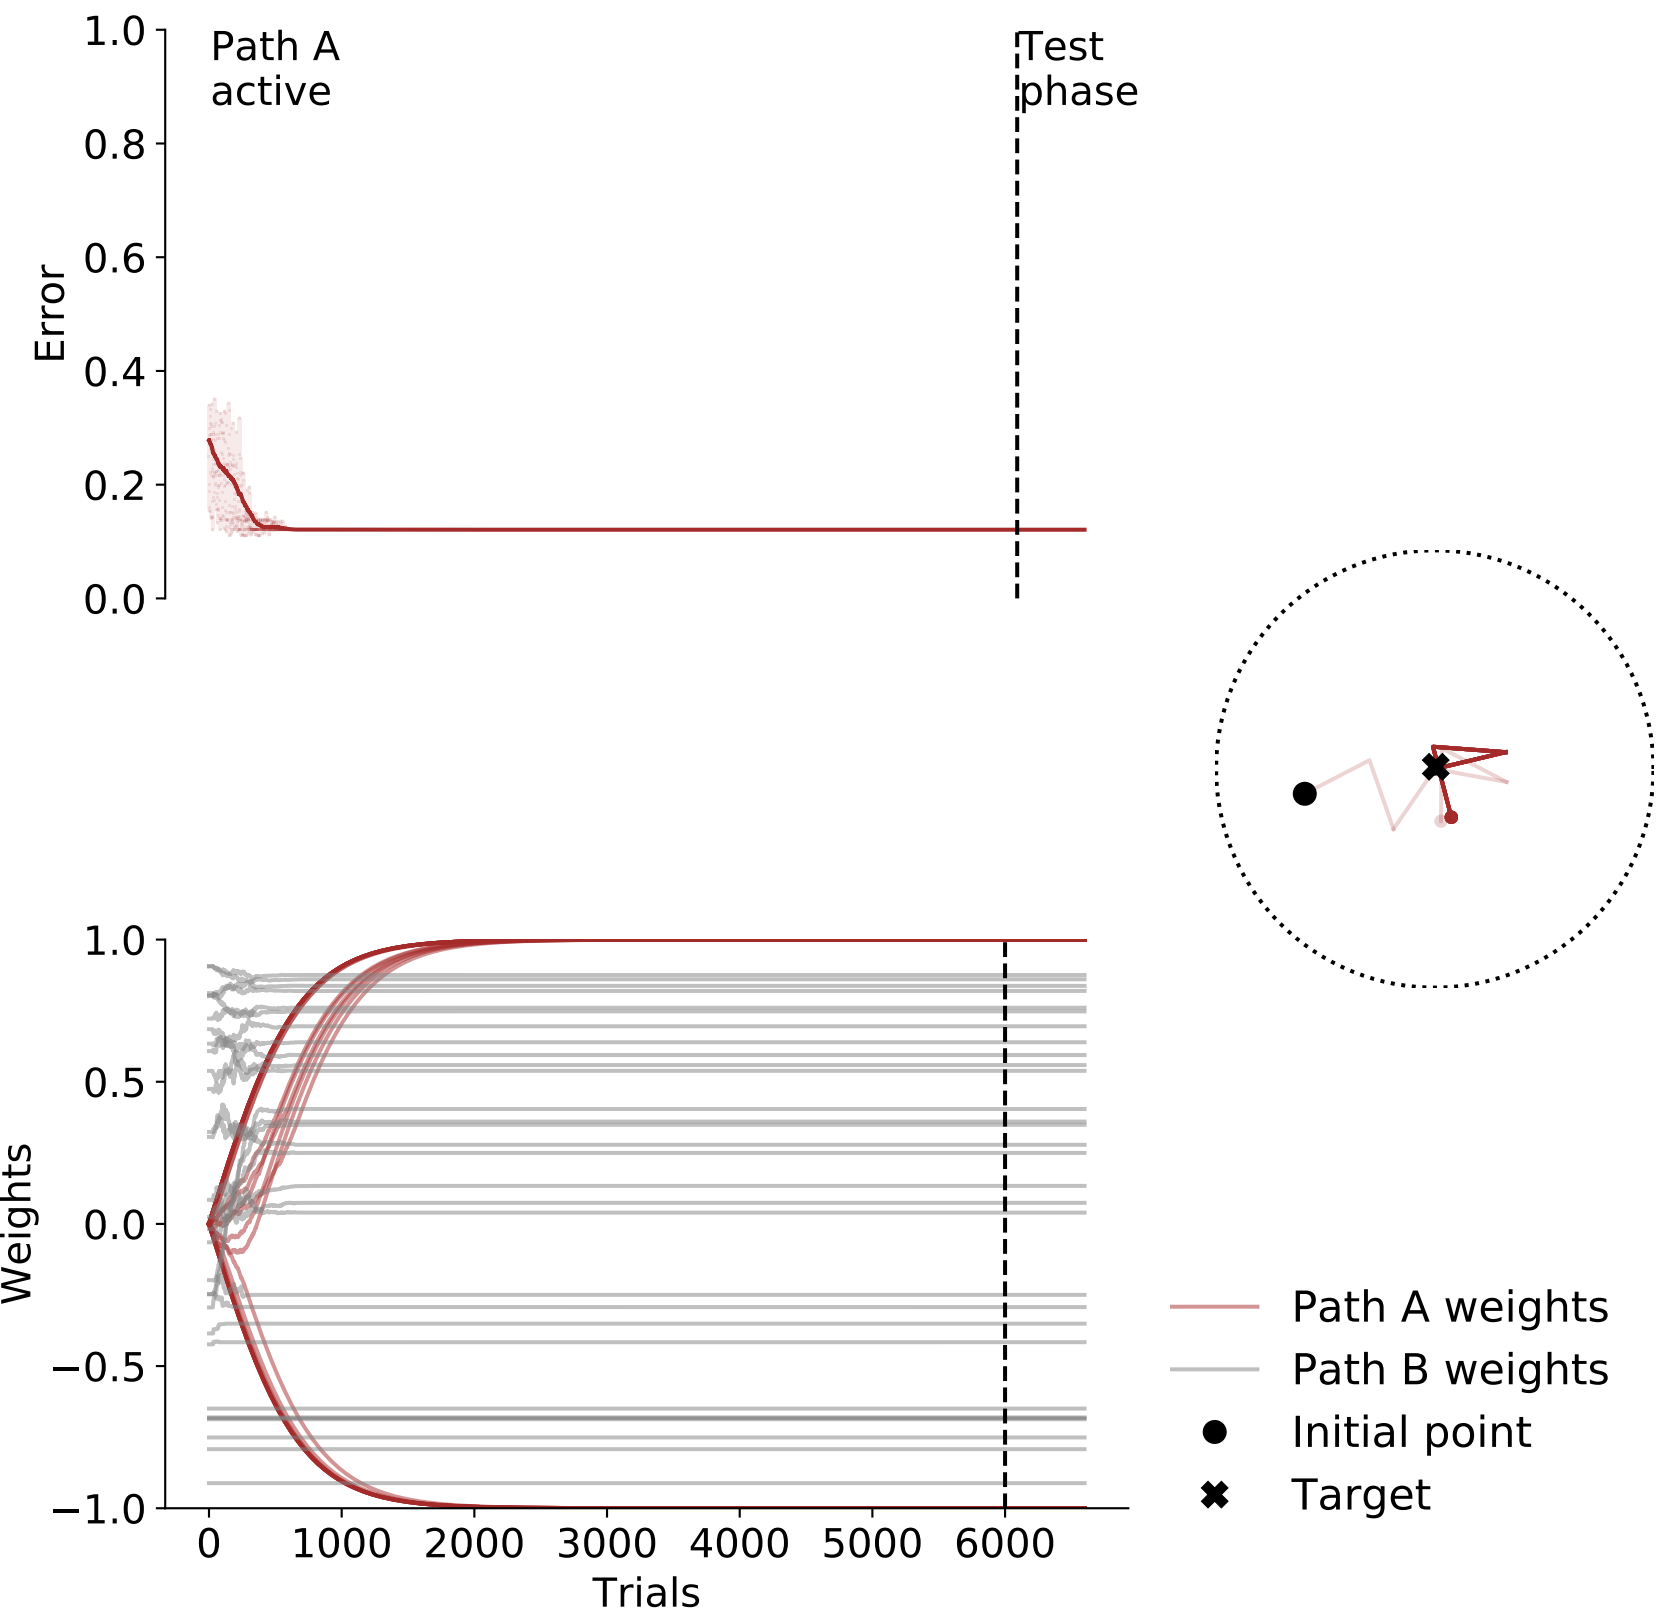 Path A
active
Test
phase
1.0
0.8
0.6
0.4
0.2
0.0
Error
1.0
0.5
0.0
−0.5
−1.0
Weights
0 1000 2000 3000 4000 5000 6000
Trials
Path A weights
Path B weights
Initial point
Target